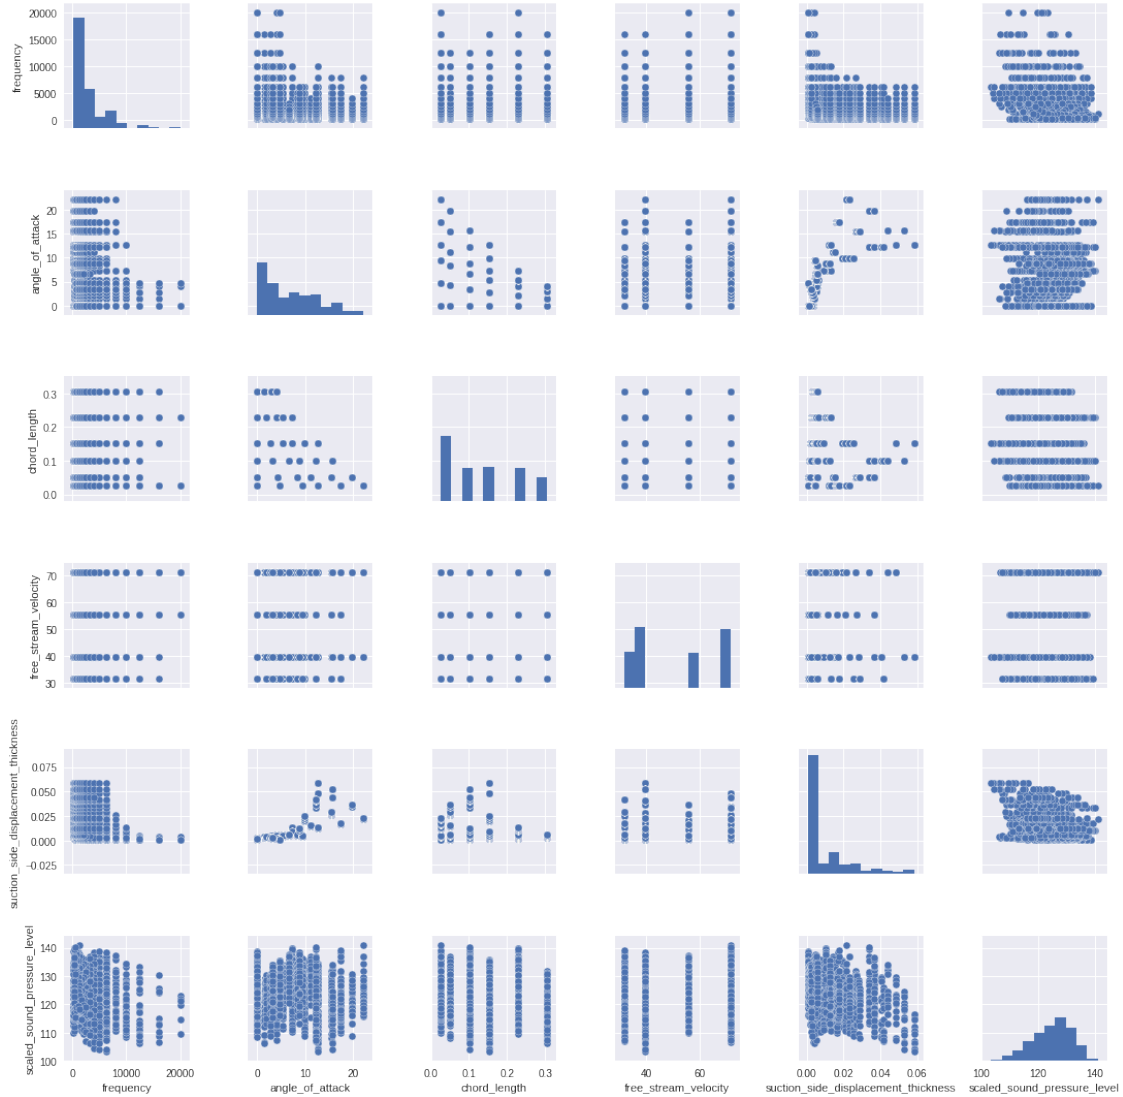 20000
15000
10000
5000
0
frequency
20
15
10
5
0
angle_of_attack
0.3
0.2
0.1
0.0
chord_length
70
60
50
40
30
free_stream_velocity
0.075
0.050
0.025
0.000
−0.025
suction_side_displacement_thickness
140
130
120
110
100
scaled_sound_pressure_level
0 10000 20000
frequency
0 10 20
angle_of_attack
0.0 0.1 0.2 0.3
chord_length
40 60
free_stream_velocity
0.00 0.02 0.04 0.06
suction_side_displacement_thickness
100 120 140
scaled_sound_pressure_level